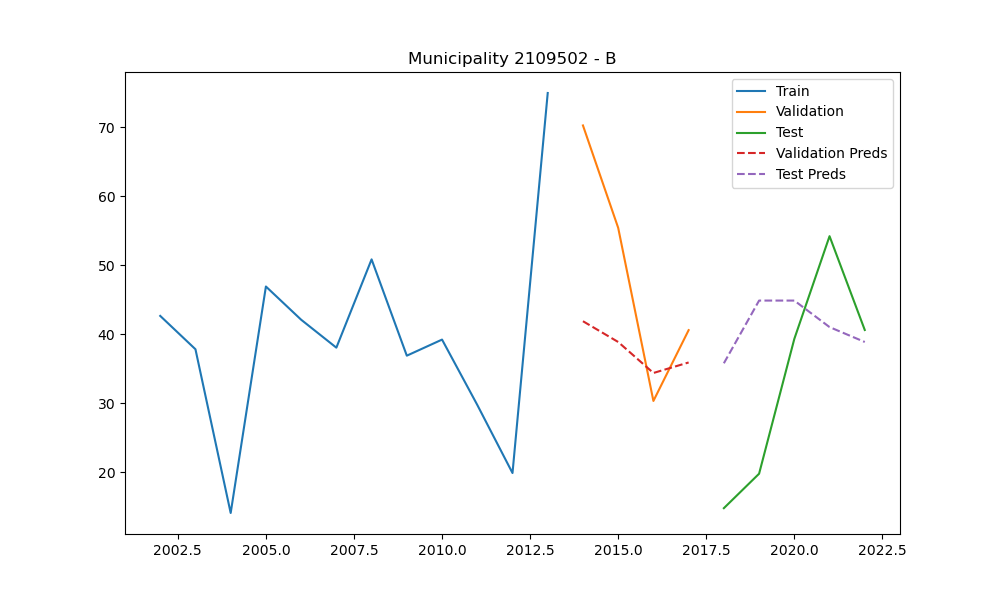 Municipality 2109502 - B
Train
Validation
Test
Validation Preds
Test Preds
70
60
50
40
30
20
2002.5 2005.0 2007.5 2010.0 2012.5 2015.0 2017.5 2020.0 2022.5